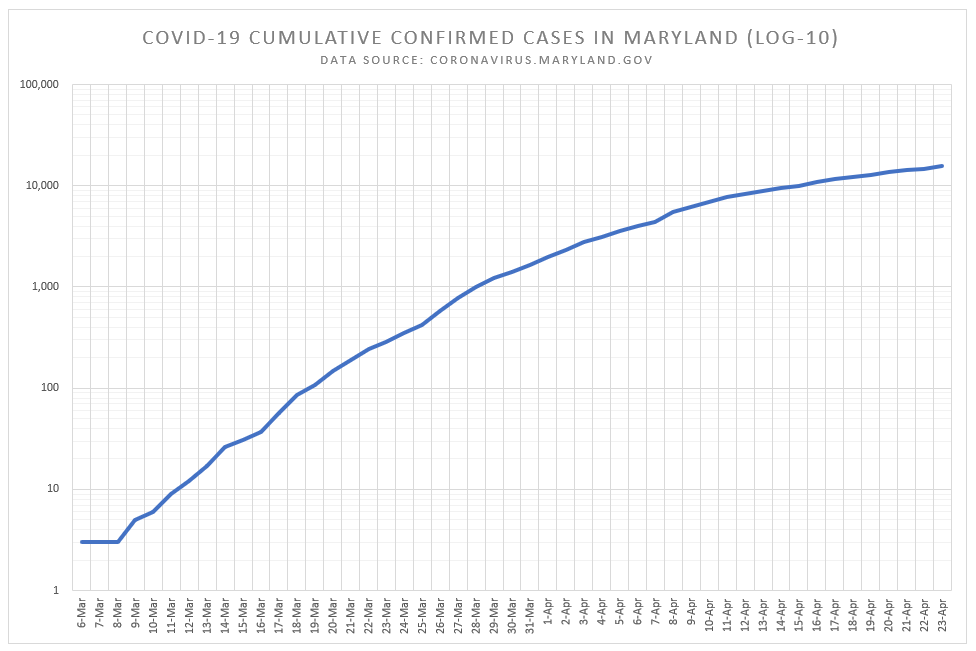 COVID-19 CUMULATIVE CONFIRMED CASES IN MARYLAND (LOG-10)
DATA SOURCE: CORONAVIRUS.MARYLAND.GOV
100,000
10,000
1,000
100
10
1
6-Mar
7-Mar
8-Mar
9-Mar
10-Mar
11-Mar
12-Mar
13-Mar
14-Mar
15-Mar
16-Mar
17-Mar
18-Mar
19-Mar
20-Mar
21-Mar
22-Mar
23-Mar
24-Mar
25-Mar
26-Mar
27-Mar
28-Mar
29-Mar
30-Mar
31-Mar
1-Apr
2-Apr
3-Apr
4-Apr
5-Apr
6-Apr
7-Apr
8-Apr
9-Apr
10-Apr
11-Apr
12-Apr
13-Apr
14-Apr
15-Apr
16-Apr
17-Apr
18-Apr
19-Apr
20-Apr
21-Apr
22-Apr
23-Apr